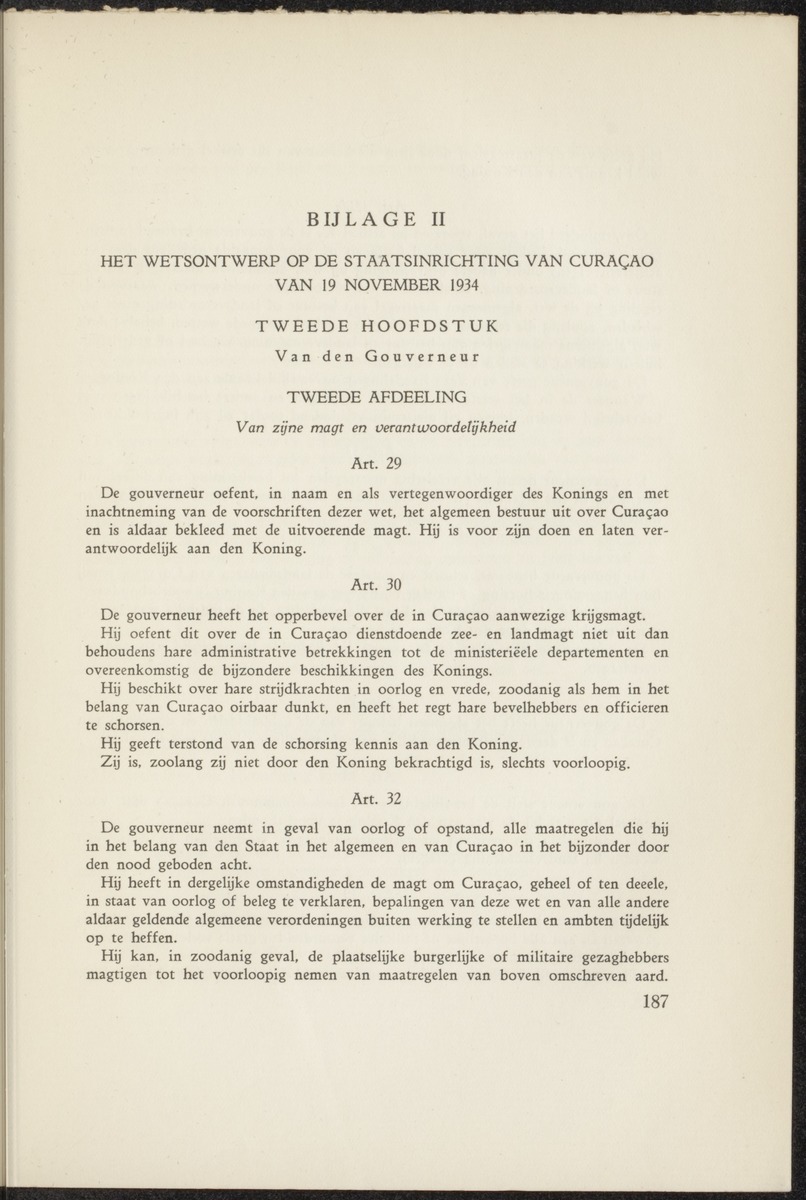 BIJLAGE II
HET WETSONTWERP OP DE STAATSINRICHTING VAN CURAÇAO
VAN 19 NOVEMBER 1934
TWEEDE HOOFDSTUK
Van den Gouverneur
TWEEDE AFDEELING
Van zijne magt en verantwoordelijkheid
Art. 29
De gouverneur oefent, in naam en als vertegenwoordiger des Konings en met
inachtneming van de voorschriften dezer wet, het algemeen bestuur uit over Curaçao
en is aldaar bekleed met de uitvoerende magt. Hij is voor zijn doen en laten ver-
antwoordelijk aan den Koning.
Art. 30
De gouverneur heeft het opperbevel over de in Curaçao aanwezige krijgsmagt.
Hij oefent dit over de in Curaçao dienstdoende zee- en landmagt niet uit dan
behoudens hare administrative betrekkingen tot de ministerieële departementen en
overeenkomstig de bijzondere beschikkingen des Konings.
Hij beschikt over hare strijdkrachten in oorlog en vrede, zoodanig als hem in het
belang van Curaçao oirbaar dunkt, en heeft het regt hare bevelhebbers en officieren
te schorsen.
Hij geeft terstond van de schorsing kennis aan den Koning.
Zij is, zoolang zij niet door den Koning bekrachtigd is, slechts voorloopig.
Art. 32
De gouverneur neemt in geval van oorlog of opstand, alle maatregelen die hij
in het belang van den Staat in het algemeen en van Curaçao in het bijzonder door
den nood geboden acht.
Hij heeft in dergelijke omstandigheden de magt om Curaçao, geheel of ten deeele,
in staat van oorlog of beleg te verklaren, bepalingen van deze wet en van alle andere
aldaar geldende algemeene verordeningen buiten werking te stellen en ambten tijdelijk
op te heffen.
Hij kan, in zoodanig geval, de plaatselijke burgerlijke of militaire gezaghebbers
magtigen tot het voorloopig nemen van maatregelen van boven omschreven aard.
187